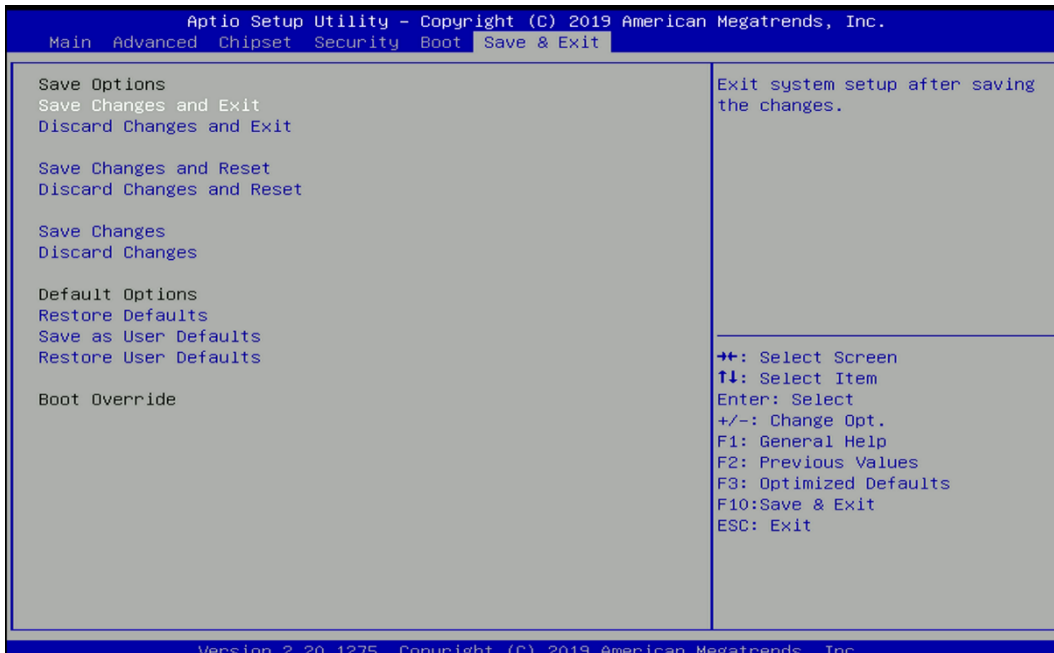 Aptio Setup Utility – Copyright (C) 2019 American Megatrends, Inc.
Main Advanced Chipset Security Boot Save & Exit
Save Options
Save Changes and Exit
Discard Changes and Exit
Save Changes and Reset
Discard Changes and Reset
Save Changes
Discard Changes
Default Options
Restore Defaults
Save as User Defaults
Restore User Defaults
Boot Override
Exit system setup after saving
the changes.
→←: Select Screen
↑↓: Select Item
Enter: Select
+/-: Change Opt.
F1: General Help
F2: Previous Values
F3: Optimized Defaults
F10:Save & Exit
ESC: Exit
Version 2.20.1275. Copyright (C) 2019 American Megatrends, Inc.